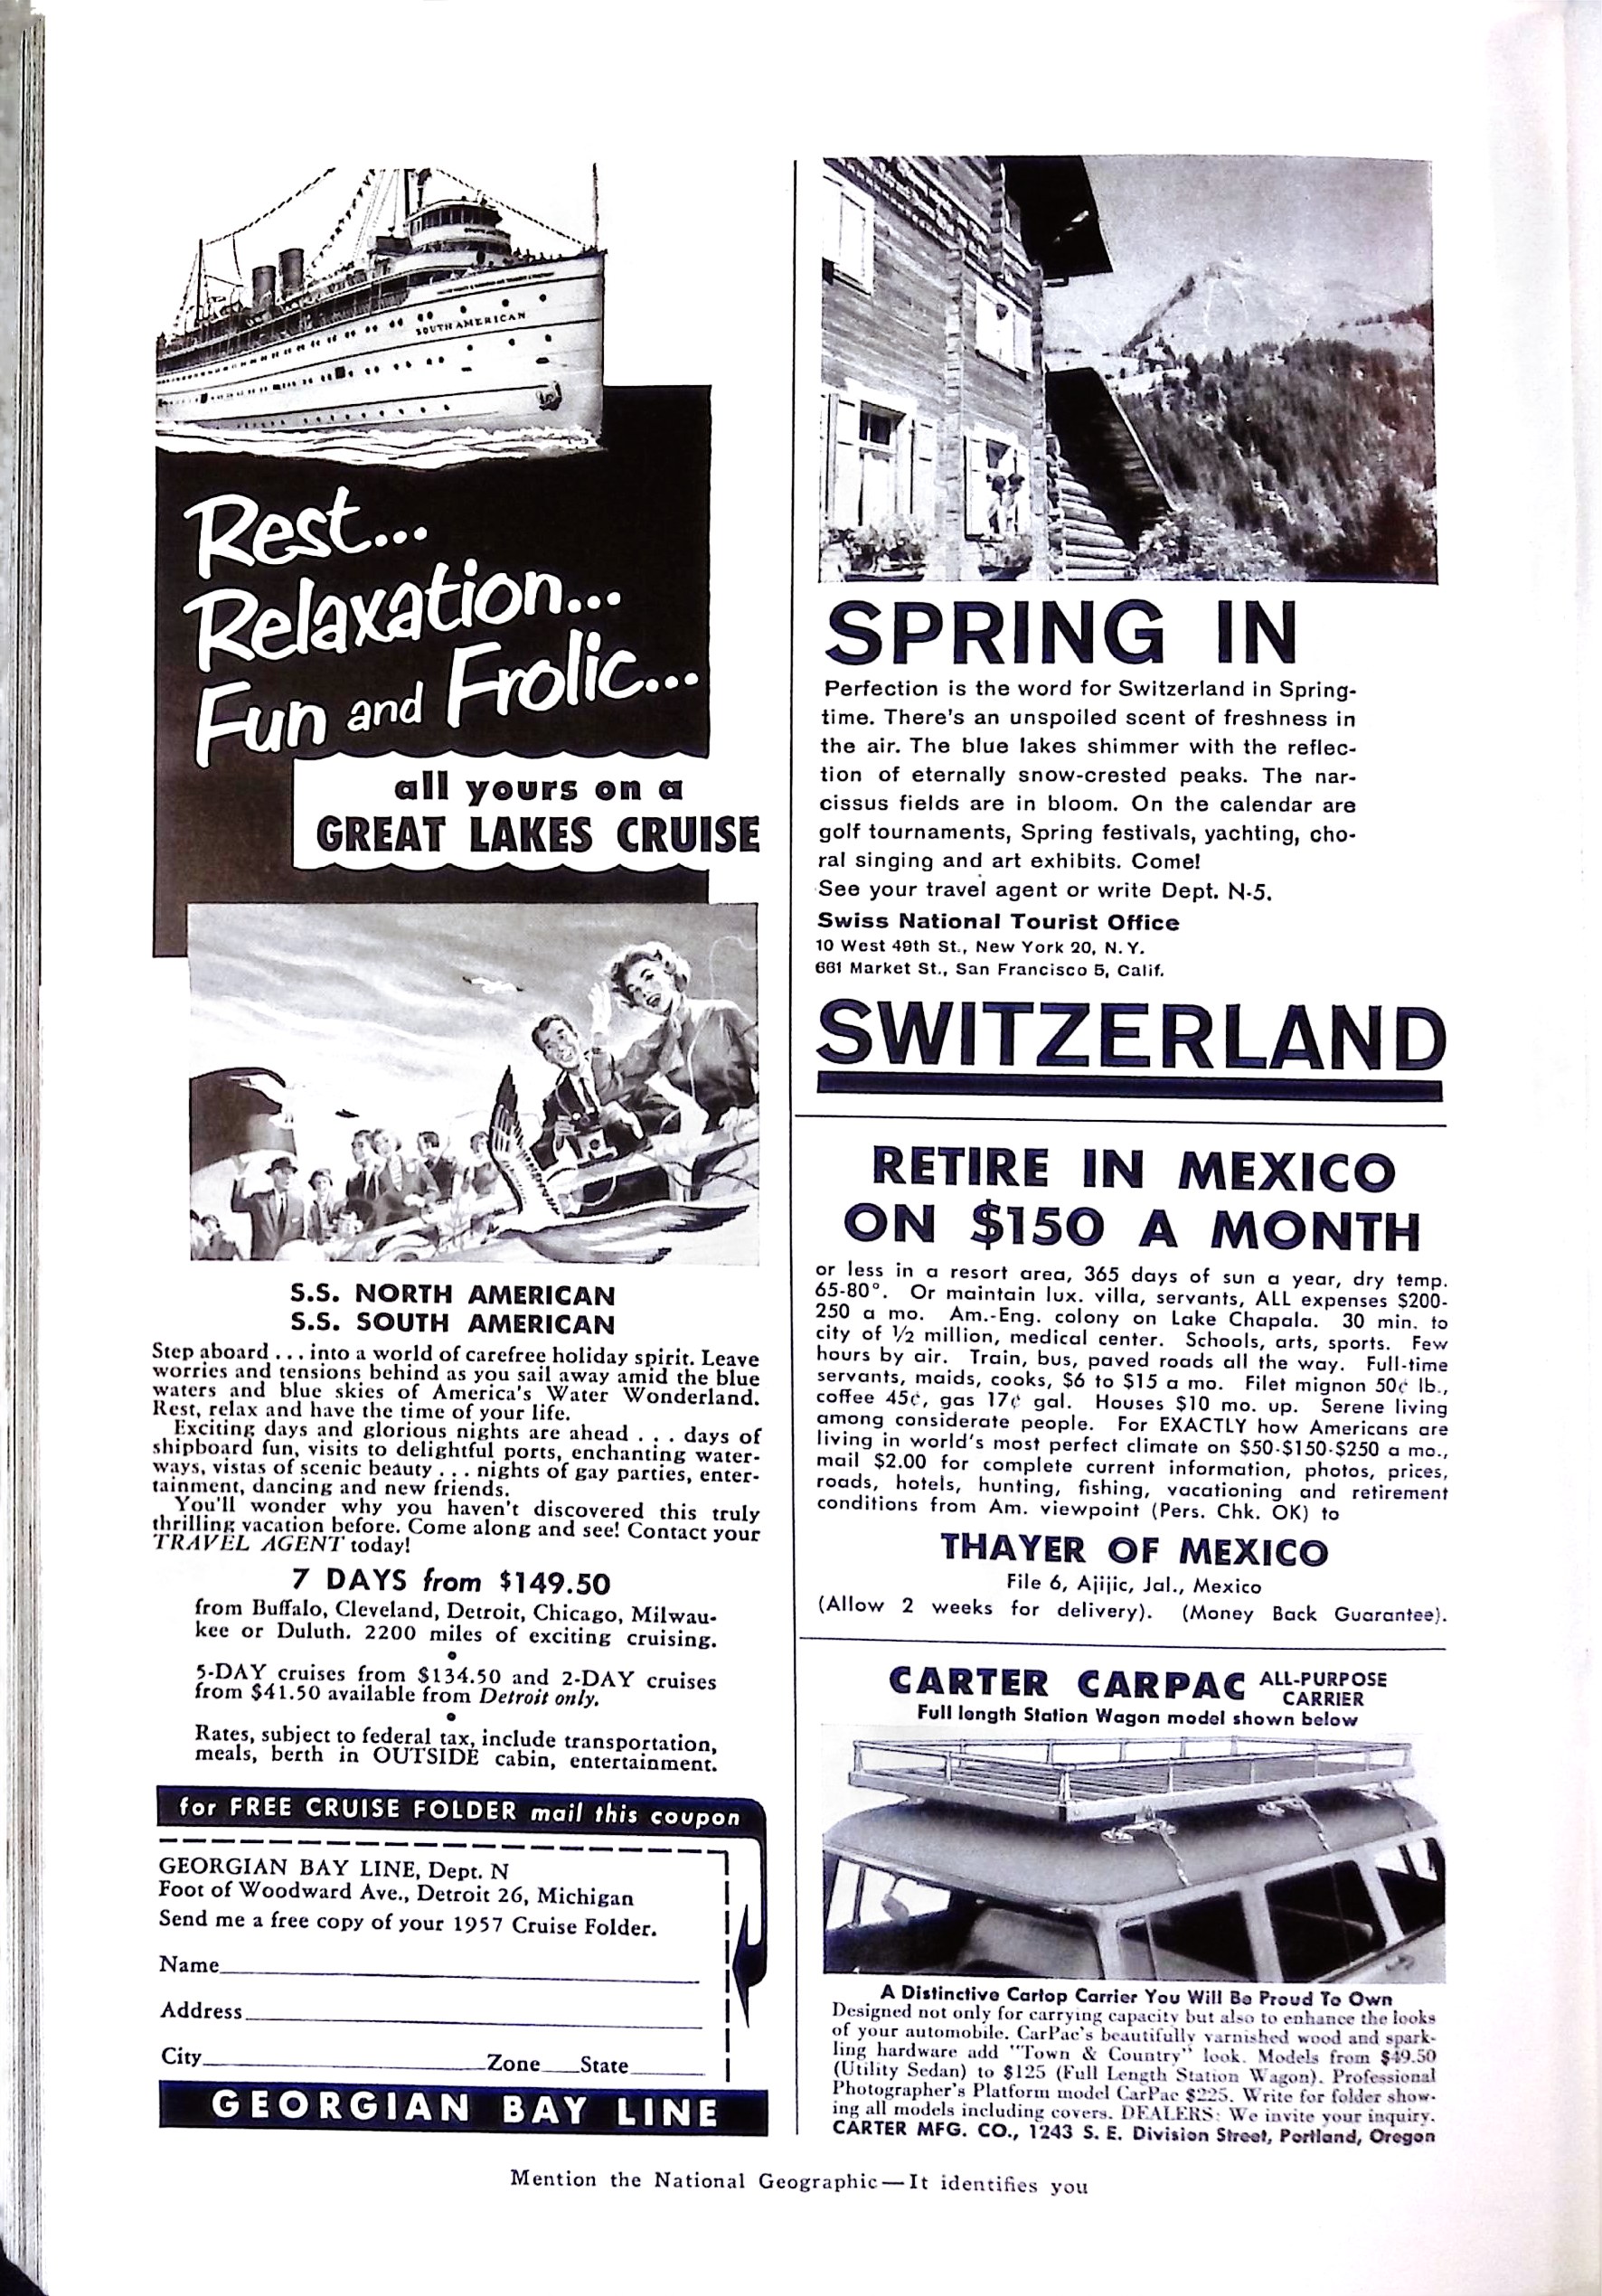 SOUTH AMERICAN
Rest...
Relaxation...
Fun and Frolic...
all yours on a
GREAT LAKES CRUISE
S.S. NORTH AMERICAN
S.S. SOUTH AMERICAN
Step aboard . . . into a world of carefree holiday spirit. Leave
worries and tensions behind as you sail away amid the blue
waters and blue skies of America's Water Wonderland.
Rest, relax and have the time of your life.
Exciting days and glorious nights are ahead . . . days of
shipboard fun, visits to delightful ports, enchanting water-
ways, vistas of scenic beauty . . . nights of gay parties, enter-
tainment, dancing and new friends.
You'll wonder why you haven't discovered this truly
thrilling vacation before. Come along and see! Contact your
TRAVEL AGENT today!
7 DAYS from $149.50
from Buffalo, Cleveland, Detroit, Chicago, Milwau-
kee or Duluth. 2200 miles of exciting cruising.
•
5-DAY cruises from $134.50 and 2-DAY cruises
from $41.50 available from Detroit only.
•
Rates, subject to federal tax, include transportation,
meals, berth in OUTSIDE cabin, entertainment.
for FREE CRUISE FOLDER mail this coupon
GEORGIAN BAY LINE, Dept. N
Foot of Woodward Ave., Detroit 26, Michigan
Send me a free copy of your 1957 Cruise Folder.
Name
Address
City Zone State
GEORGIAN BAY LINE
SPRING IN
Perfection is the word for Switzerland in Spring-
time. There's an unspoiled scent of freshness in
the air. The blue lakes shimmer with the reflec-
tion of eternally snow-crested peaks. The nar-
cissus fields are in bloom. On the calendar are
golf tournaments, Spring festivals, yachting, cho-
ral singing and art exhibits. Come!
See your travel agent or write Dept. N-5.
Swiss National Tourist Office
10 West 49th St., New York 20, N. Y.
661 Market St., San Francisco 5, Calif.
SWITZERLAND
RETIRE IN MEXICO
ON $150 A MONTH
or less in a resort area, 365 days of sun a year, dry temp.
65-80°. Or maintain lux. villa, servants, ALL expenses $200-
250 a mo. Am.-Eng. colony on Lake Chapala. 30 min. to
city of ½ million, medical center. Schools, arts, sports. Few
hours by air. Train, bus, paved roads all the way. Full-time
servants, maids, cooks, $6 to $15 a mo. Filet mignon 50¢ lb.,
coffee 45¢, gas 17¢ gal. Houses $10 mo. up. Serene living
among considerate people. For EXACTLY how Americans are
living in world's most perfect climate on $50-$150-$250 a mo.,
mail $2.00 for complete current information, photos, prices,
roads, hotels, hunting, fishing, vacationing and retirement
conditions from Am. viewpoint (Pers. Chk. OK) to
THAYER OF MEXICO
File 6, Ajijic, Jal., Mexico
(Allow 2 weeks for delivery). (Money Back Guarantee).
CARTER CARPAC ALL-PURPOSE
CARRIER
Full length Station Wagon model shown below
A Distinctive Cartop Carrier You Will Be Proud To Own
Designed not only for carrying capacity but also to enhance the looks
of your automobile. CarPac's beautifully varnished wood and spark-
ling hardware add "Town & Country" look. Models from $49.50
(Utility Sedan) to $125 (Full Length Station Wagon). Professional
Photographer's Platform model CarPac $225. Write for folder show-
ing all models including covers. DEALERS: We invite your inquiry.
CARTER MFG. CO., 1243 S. E. Division Street, Portland, Oregon
Mention the National Geographic—It identifies you